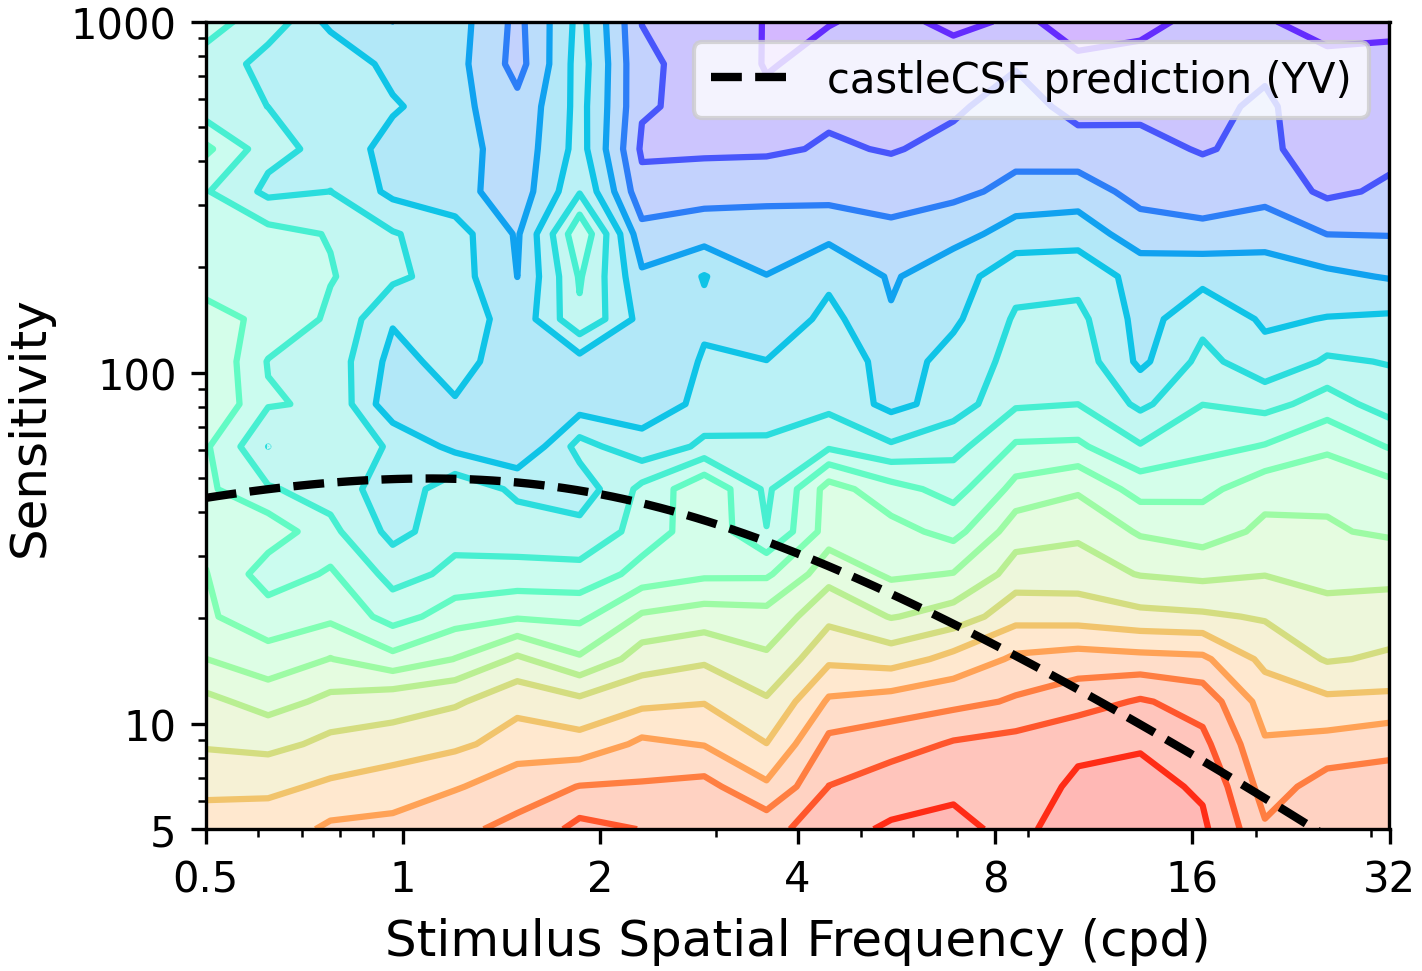 1000
100
10
5
Sensitivity
castleCSF prediction (YV)
0.5 1 2 4 8 16 32
Stimulus Spatial Frequency (cpd)